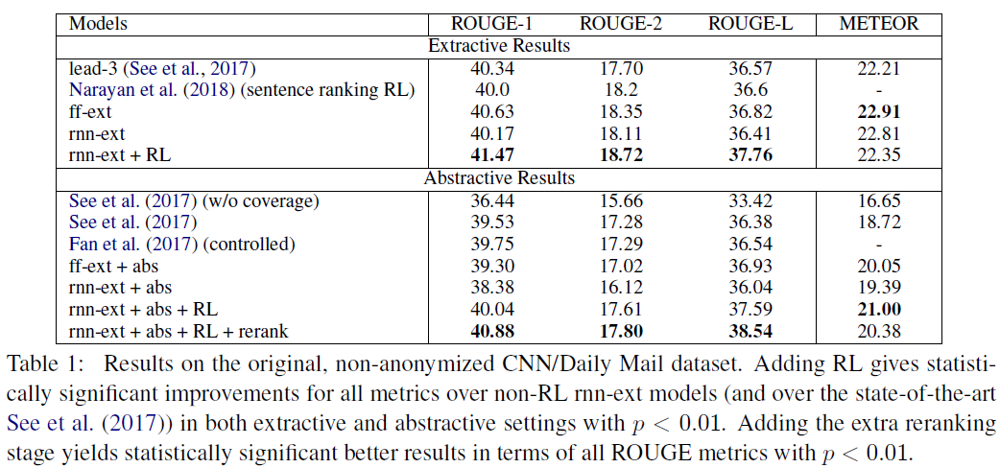 Models ROUGE-1 ROUGE-2 ROUGE-L METEOR
Extractive Results
lead-3 (See et al., 2017) 40.34 17.70 36.57 22.21
Narayan et al. (2018) (sentence ranking RL) 40.0 18.2 36.6 -
ff-ext 40.63 18.35 36.82 22.91
rnn-ext 40.17 18.11 36.41 22.81
rnn-ext + RL 41.47 18.72 37.76 22.35
Abstractive Results
See et al. (2017) (w/o coverage) 36.44 15.66 33.42 16.65
See et al. (2017) 39.53 17.28 36.38 18.72
Fan et al. (2017) (controlled) 39.75 17.29 36.54 -
ff-ext + abs 39.30 17.02 36.93 20.05
rnn-ext + abs 38.38 16.12 36.04 19.39
rnn-ext + abs + RL 40.04 17.61 37.59 21.00
rnn-ext + abs + RL + rerank 40.88 17.80 38.54 20.38
Table 1: Results on the original, non-anonymized CNN/Daily Mail dataset. Adding RL gives statisti-
cally significant improvements for all metrics over non-RL rnn-ext models (and over the state-of-the-art
See et al. (2017)) in both extractive and abstractive settings with p < 0.01. Adding the extra reranking
stage yields statistically significant better results in terms of all ROUGE metrics with p < 0.01.